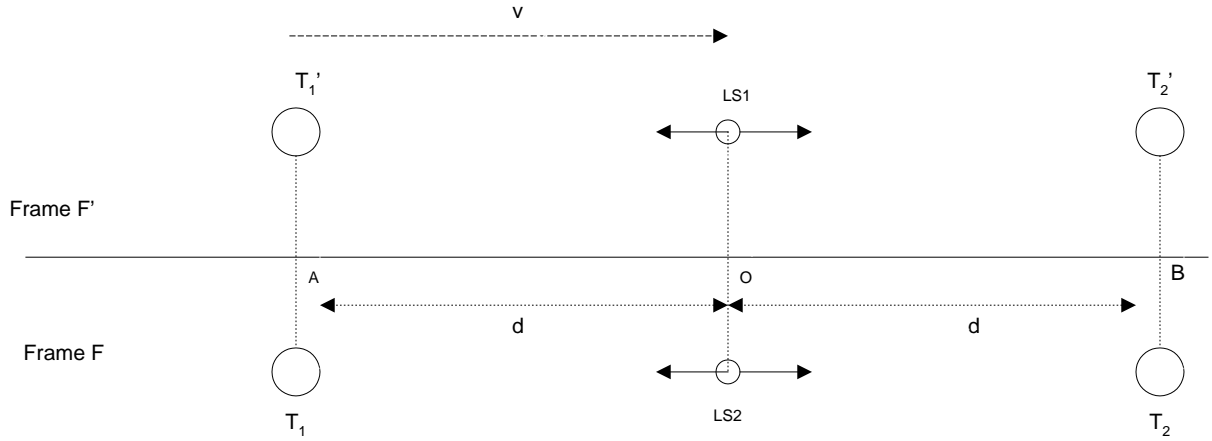 v
T1’
LS1
T2’
Frame F’
A
O
B
d
d
Frame F
LS2
T1
T2